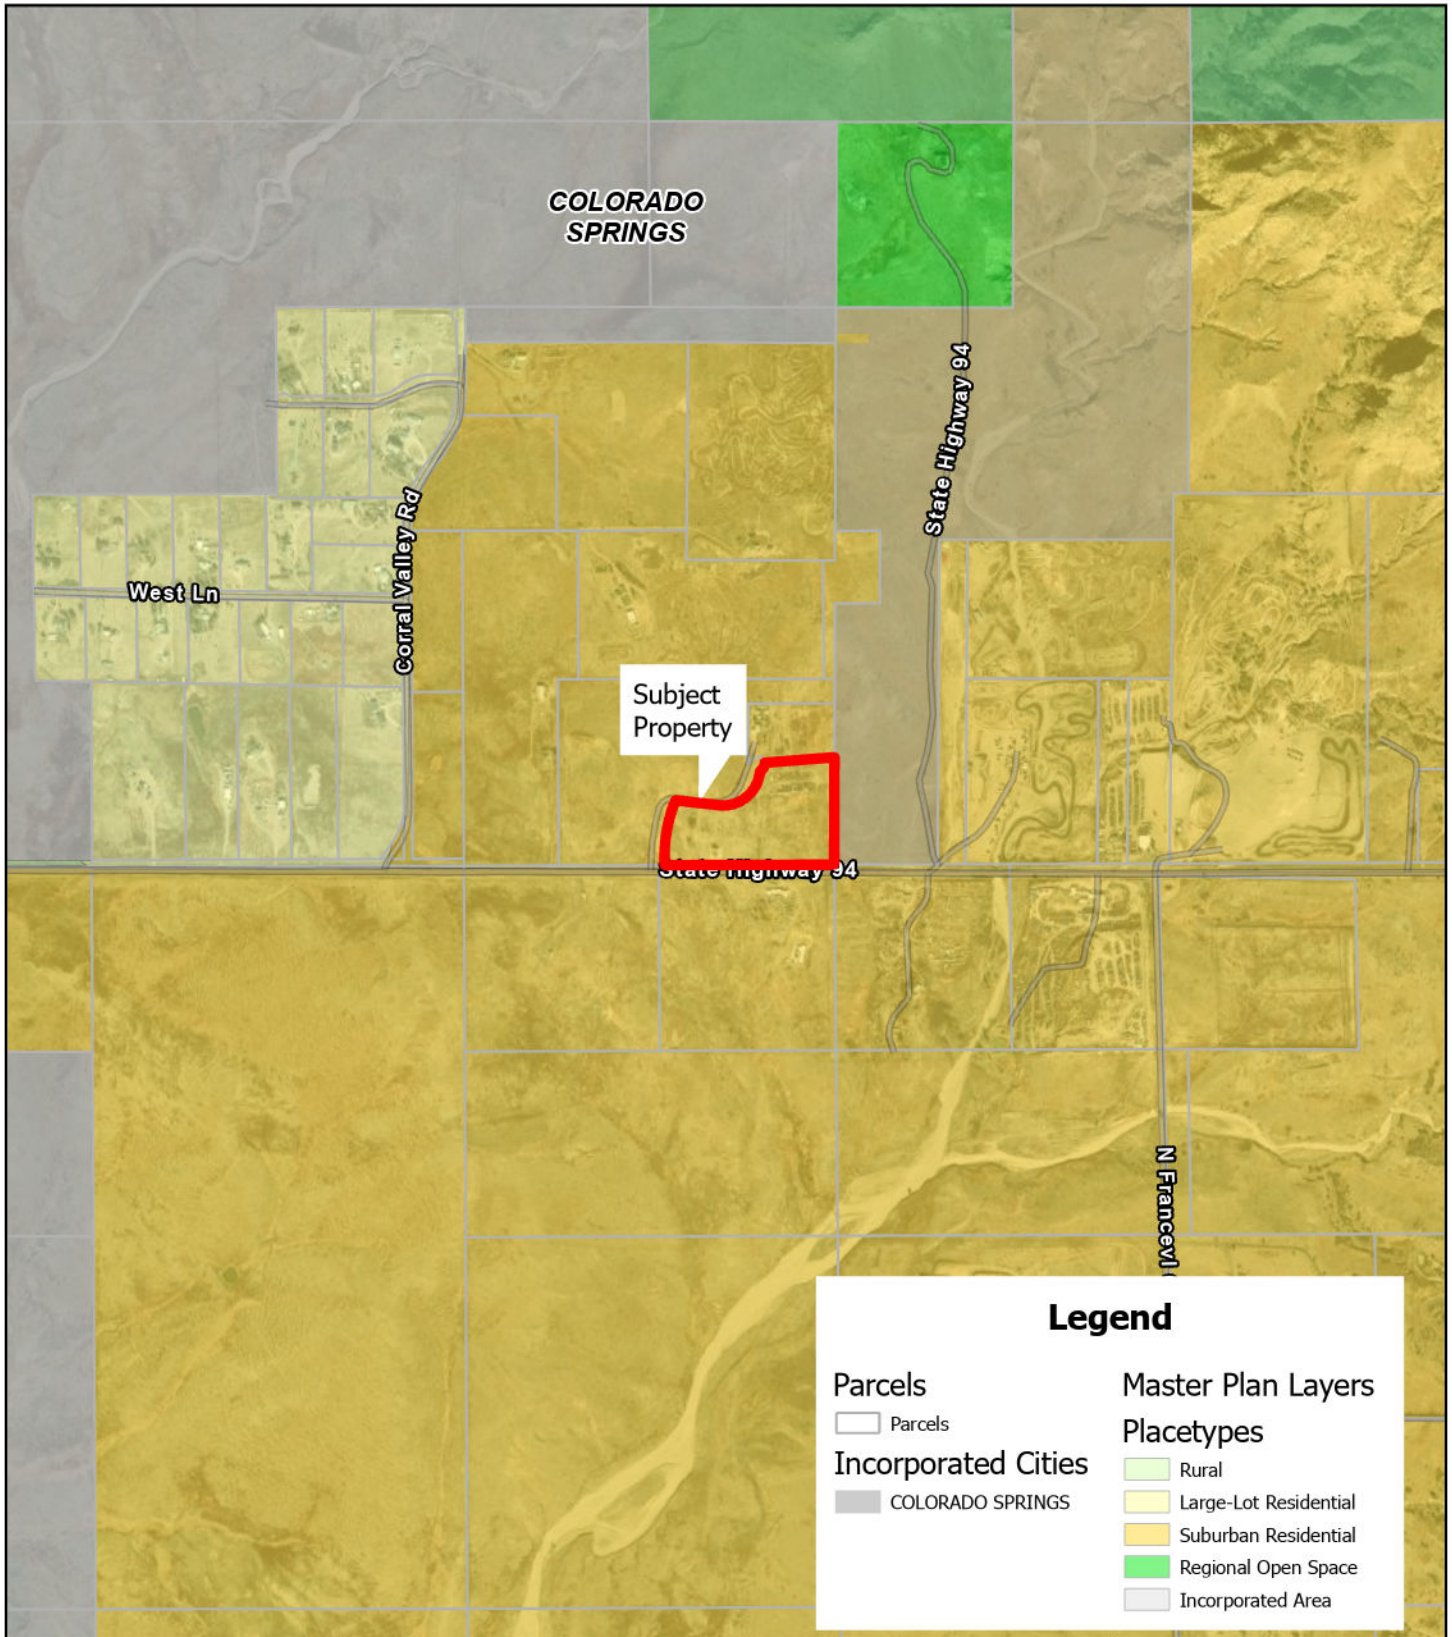 COLORADO
SPRINGS
State Highway 94
Corral Valley Rd
West Ln
Subject
Property
State Highway 94
N Francevl
Legend
Parcels
Parcels
Incorporated Cities
COLORADO SPRINGS
Master Plan Layers
Placetypes
Rural
Large-Lot Residential
Suburban Residential
Regional Open Space
Incorporated Area